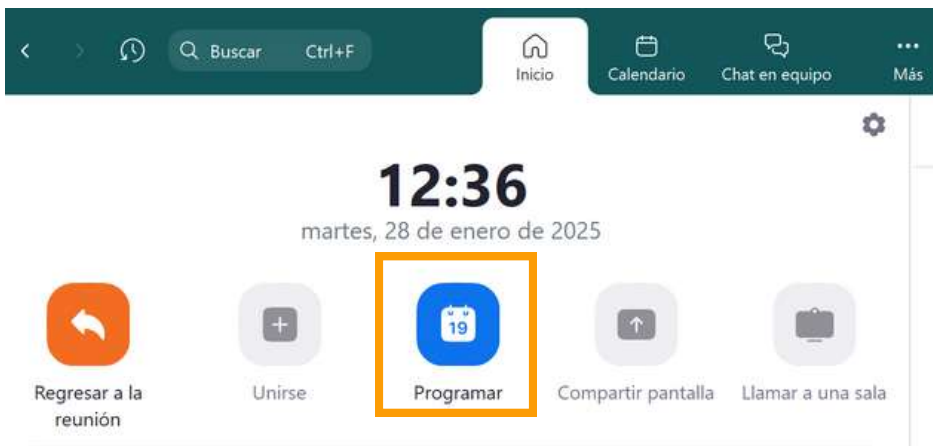 Buscar Ctrl+F
Inicio
Calendario
Chat en equipo
Más
12:36
martes, 28 de enero de 2025
19
Regresar a la
reunión
Unirse
Programar
Compartir pantalla
Llamar a una sala